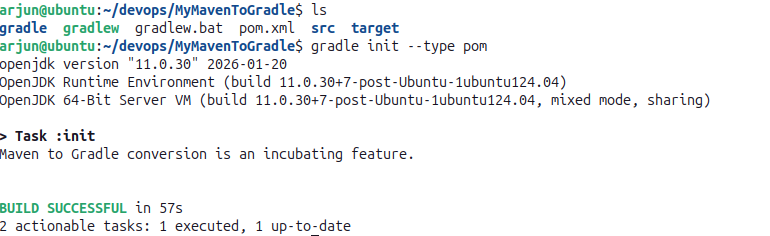 arjun@ubuntu:~/devops/MyMavenToGradle$ ls
gradle gradlew gradlew.bat pom.xml src target
arjun@ubuntu:~/devops/MyMavenToGradle$ gradle init --type pom
openjdk version "11.0.30" 2026-01-20
OpenJDK Runtime Environment (build 11.0.30+7-post-Ubuntu-1ubuntu124.04)
OpenJDK 64-Bit Server VM (build 11.0.30+7-post-Ubuntu-1ubuntu124.04, mixed mode, sharing)
> Task :init
Maven to Gradle conversion is an incubating feature.
BUILD SUCCESSFUL in 57s
2 actionable tasks: 1 executed, 1 up-to-date